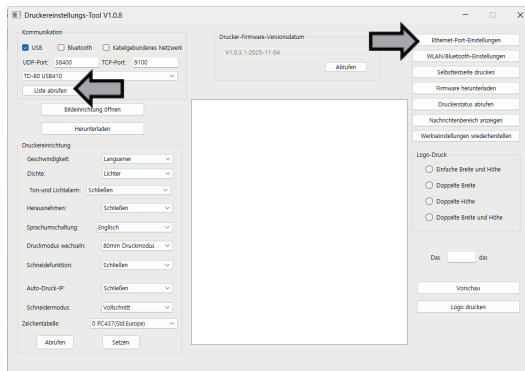 Druckereinstellungs-Tool V1.0.8
Kommunikation
USB
Bluetooth
Kabelgebundenes Netzwerk
UDP-Port: 38400
TCP-Port: 9100
TD-80 USB410
Liste abrufen
Bildeinrichtung öffnen
Herunterladen
Druckereinrichtung
Geschwindigkeit: Langsamer
Dichte: Lichter
Ton-und Lichtalarm: Schließen
Herausnehmen: Schließen
Sprachumschaltung: Englisch
Druckmodus wechseln: 80mm Druckmodus
Schneidefunktion: Schließen
Auto-Druck-IP: Schließen
Schneidermodus: Vollschnitt
Zeichentabelle: 0 PC437(Std.Europe)
Abrufen
Setzen
Drucker-Firmware-Versionsdatum
V1.0.3.1-2025-11-04
Abrufen
Ethernet-Port-Einstellungen
WLAN/Bluetooth-Einstellungen
Selbsttestseite drucken
Firmware herunterladen
Druckerstatus abrufen
Nachrichtenbereich anzeigen
Werkseinstellungen wiederherstellen
Logo-Druck
Einfache Breite und Höhe
Doppelte Breite
Doppelte Höhe
Doppelte Breite und Höhe
Das
das
Vorschau
Logo drucken